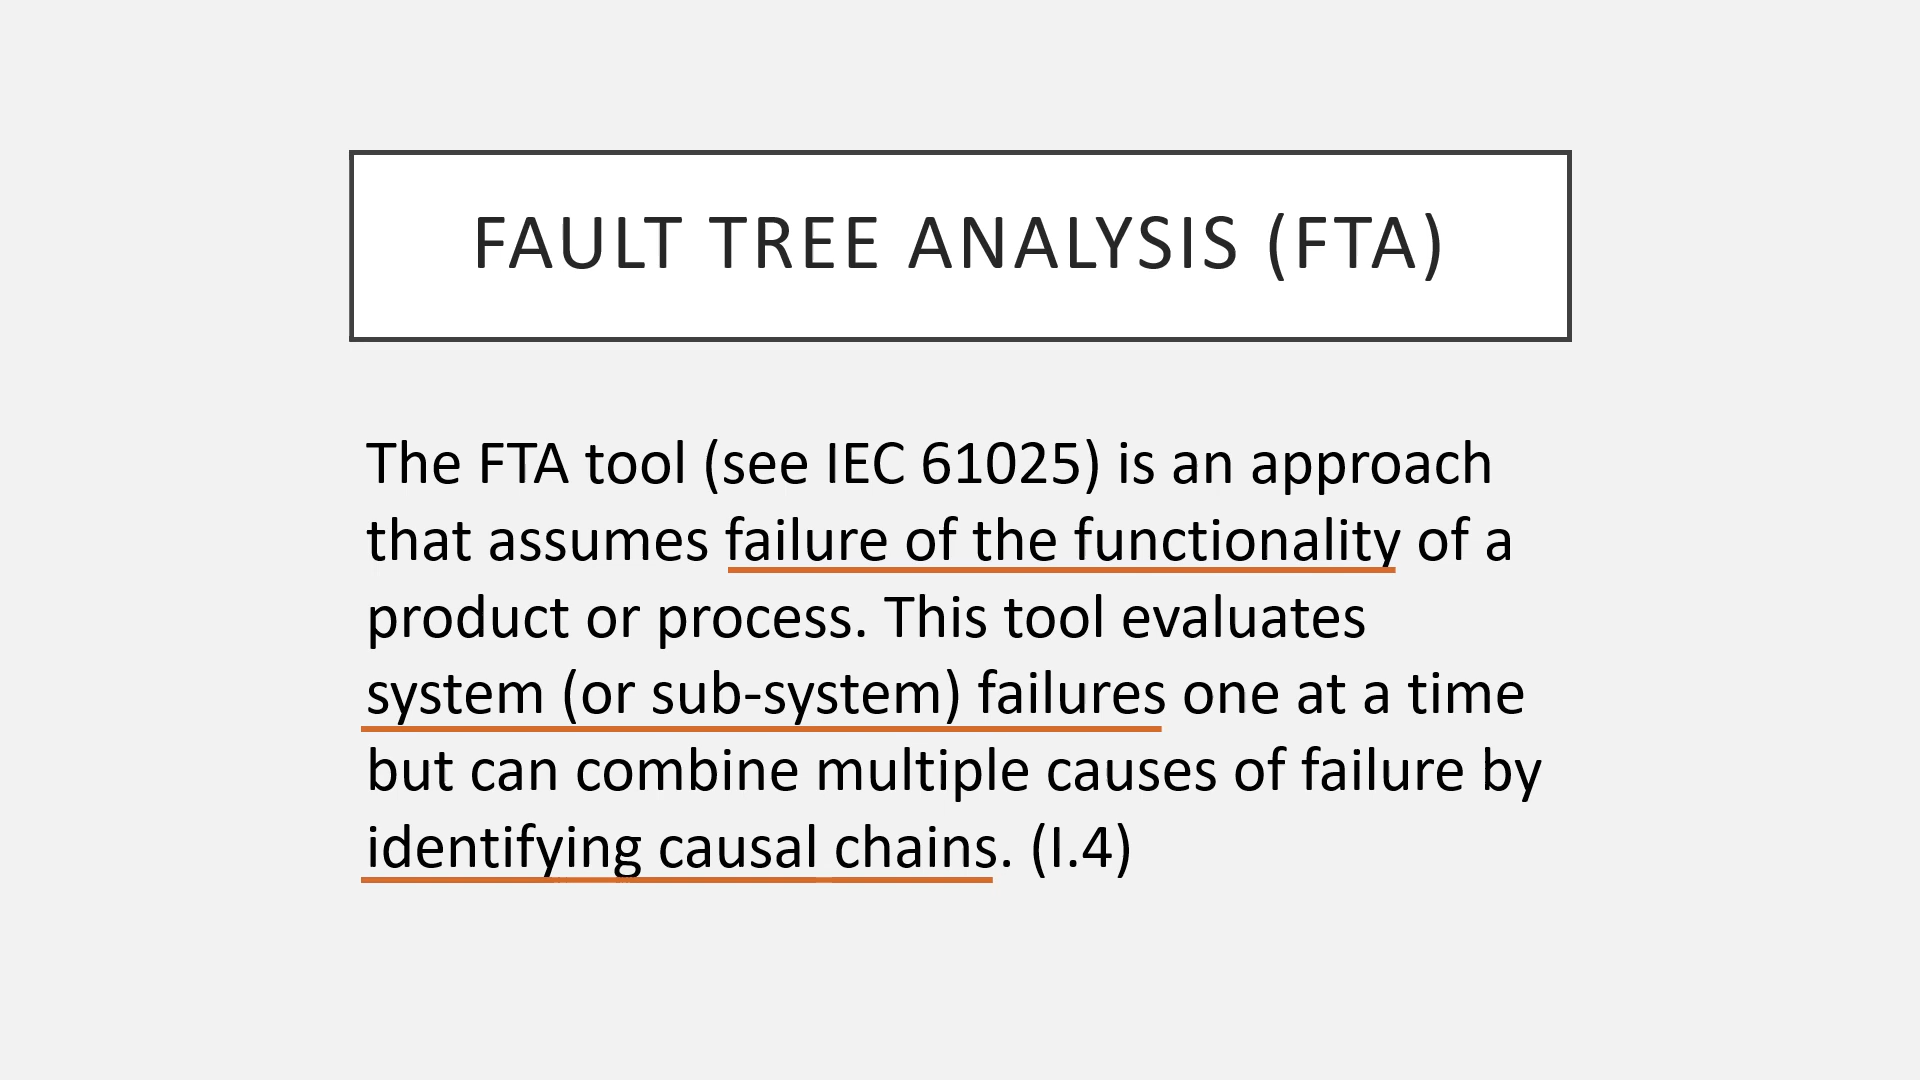 FAULT TREE ANALYSIS (FTA)
The FTA tool (see IEC 61025) is an approach
that assumes failure of the functionality of a
product or process. This tool evaluates
system (or sub-system) failures one at a time
but can combine multiple causes of failure by
identifying causal chains. (I.4)